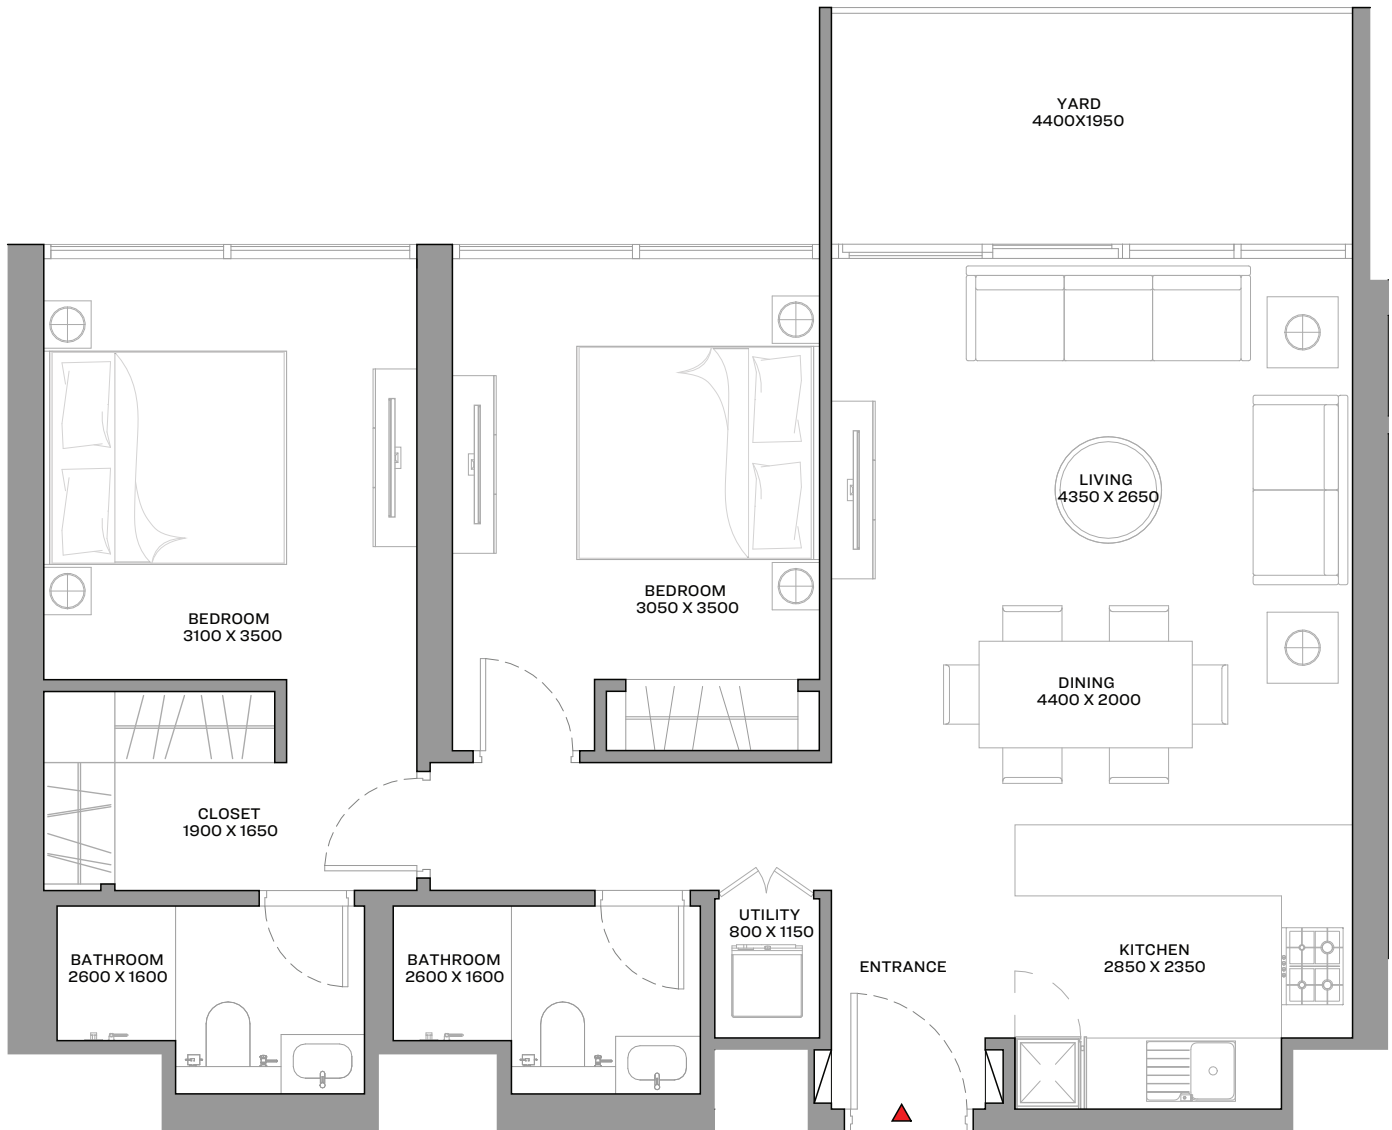 YARD
4400X1950
LIVING
4350 X 2650
BEDROOM
3050 X 3500
BEDROOM
3100 X 3500
DINING
4400 X 2000
CLOSET
1900 X 1650
UTILITY
800 X 1150
BATHROOM
2600 X 1600
BATHROOM
2600 X 1600
ENTRANCE
KITCHEN
2850 X 2350